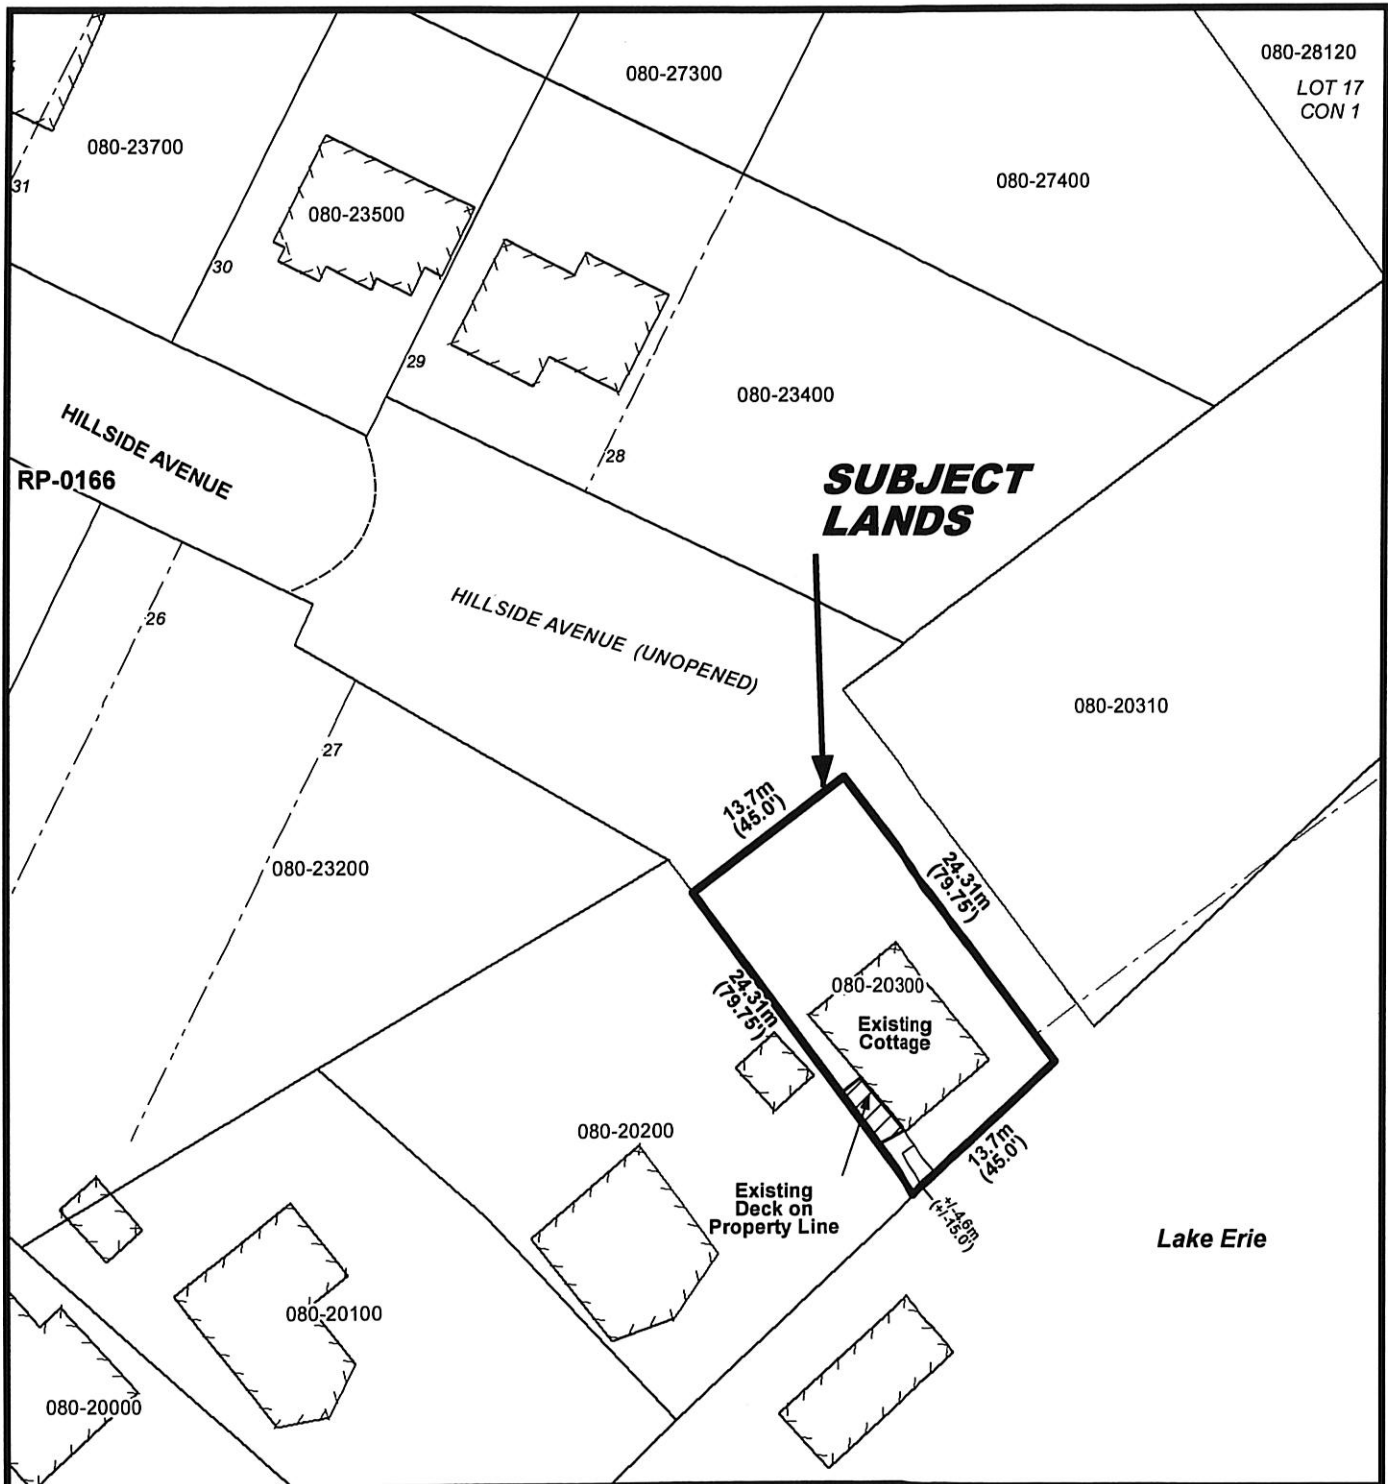 080-28120
LOT 17
CON 1
080-27300
080-23700
080-27400
31
080-23500
30
29
080-23400
HILLSIDE AVENUE
28
RP-0166
SUBJECT
LANDS
HILLSIDE AVENUE (UNOPENED)
26
080-20310
27
13.7m
(45.0')
080-23200
24.31m
(79.75')
24.31m
(79.75')
080-20300
Existing
Cottage
080-20200
13.7m
(45.0')
Existing
Deck on
Property Line
+/-4.6m
(+/-15.0')
Lake Erie
080-20100
080-20000